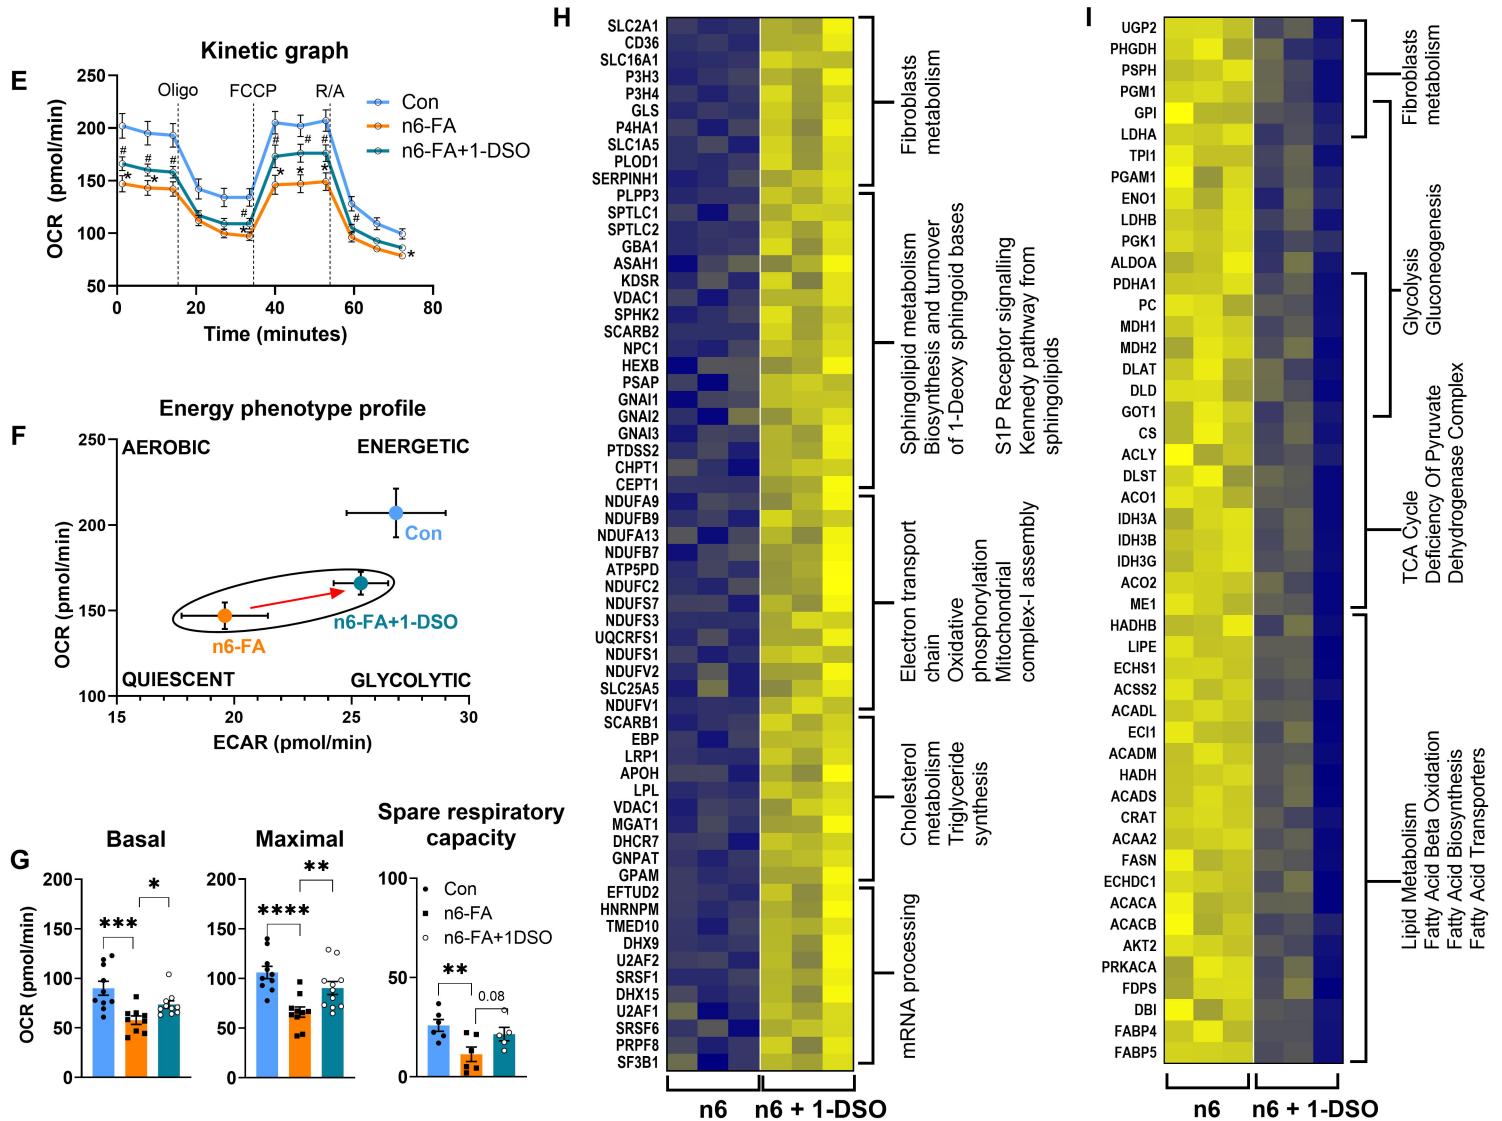 E
Kinetic graph
OCR (pmol/min)
250
200
150
100
50
0
20
40
60
80
Time (minutes)
Oligo
FCCP
R/A
Con
n6-FA
n6-FA+1-DSO
#
#
#
*
*
#
*
#
#
#
*
*
*
#
*
F
Energy phenotype profile
OCR (pmol/min)
250
200
150
100
AEROBIC
ENERGETIC
Con
n6-FA+1-DSO
n6-FA
QUIESCENT
GLYCOLYTIC
15
20
25
30
ECAR (pmol/min)
G
Basal
OCR (pmol/min)
200
150
100
50
0
***
*
Maximal
200
150
100
50
0
****
**
Spare respiratory
capacity
100
50
0
Con
n6-FA
n6-FA+1DSO
**
0.08
H
SLC2A1
CD36
SLC16A1
P3H3
P3H4
GLS
P4HA1
SLC1A5
PLOD1
SERPINH1
PLPP3
SPTLC1
SPTLC2
GBA1
ASAH1
KDSR
VDAC1
SPHK2
SCARB2
NPC1
HEXB
PSAP
GNAI1
GNAI2
GNAI3
PTDSS2
CHPT1
CEPT1
NDUFA9
NDUFB9
NDUFA13
NDUFB7
ATP5PD
NDUFC2
NDUFS7
NDUFS3
UQCRFS1
NDUFS1
NDUFV2
SLC25A5
NDUFV1
SCARB1
EBP
LRP1
APOH
LPL
VDAC1
MGAT1
DHCR7
GNPAT
GPAM
EFTUD2
HNRNPM
TMED10
DHX9
U2AF2
SRSF1
DHX15
U2AF1
SRSF6
PRPF8
SF3B1
Fibroblasts
metabolism
Sphingolipid metabolism
Biosynthesis and turnover
of 1-Deoxy sphingoid bases
S1P Receptor signalling
Kennedy pathway from
sphingolipids
Electron transport
chain
Oxidative
phosphorylation
Mitochondrial
complex-I assembly
Cholesterol
metabolism
Triglyceride
synthesis
mRNA processing
n6
n6 + 1-DSO
I
UGP2
PHGDH
PSPH
PGM1
GPI
LDHA
TPI1
PGAM1
ENO1
LDHB
PGK1
ALDOA
PDHA1
PC
MDH1
MDH2
DLAT
DLD
GOT1
CS
ACLY
DLST
ACO1
IDH3A
IDH3B
IDH3G
ACO2
ME1
HADHB
LIPE
ECHS1
ACSS2
ACADL
ECI1
ACADM
HADH
ACADS
CRAT
ACAA2
FASN
ECHDC1
ACACA
ACACB
AKT2
PRKACA
FDPS
DBI
FABP4
FABP5
Fibroblasts
metabolism
Glycolysis
Gluconeogenesis
TCA Cycle
Deficiency Of Pyruvate
Dehydrogenase Complex
Lipid Metabolism
Fatty Acid Beta Oxidation
Fatty Acid Biosynthesis
Fatty Acid Transporters
n6
n6 + 1-DSO